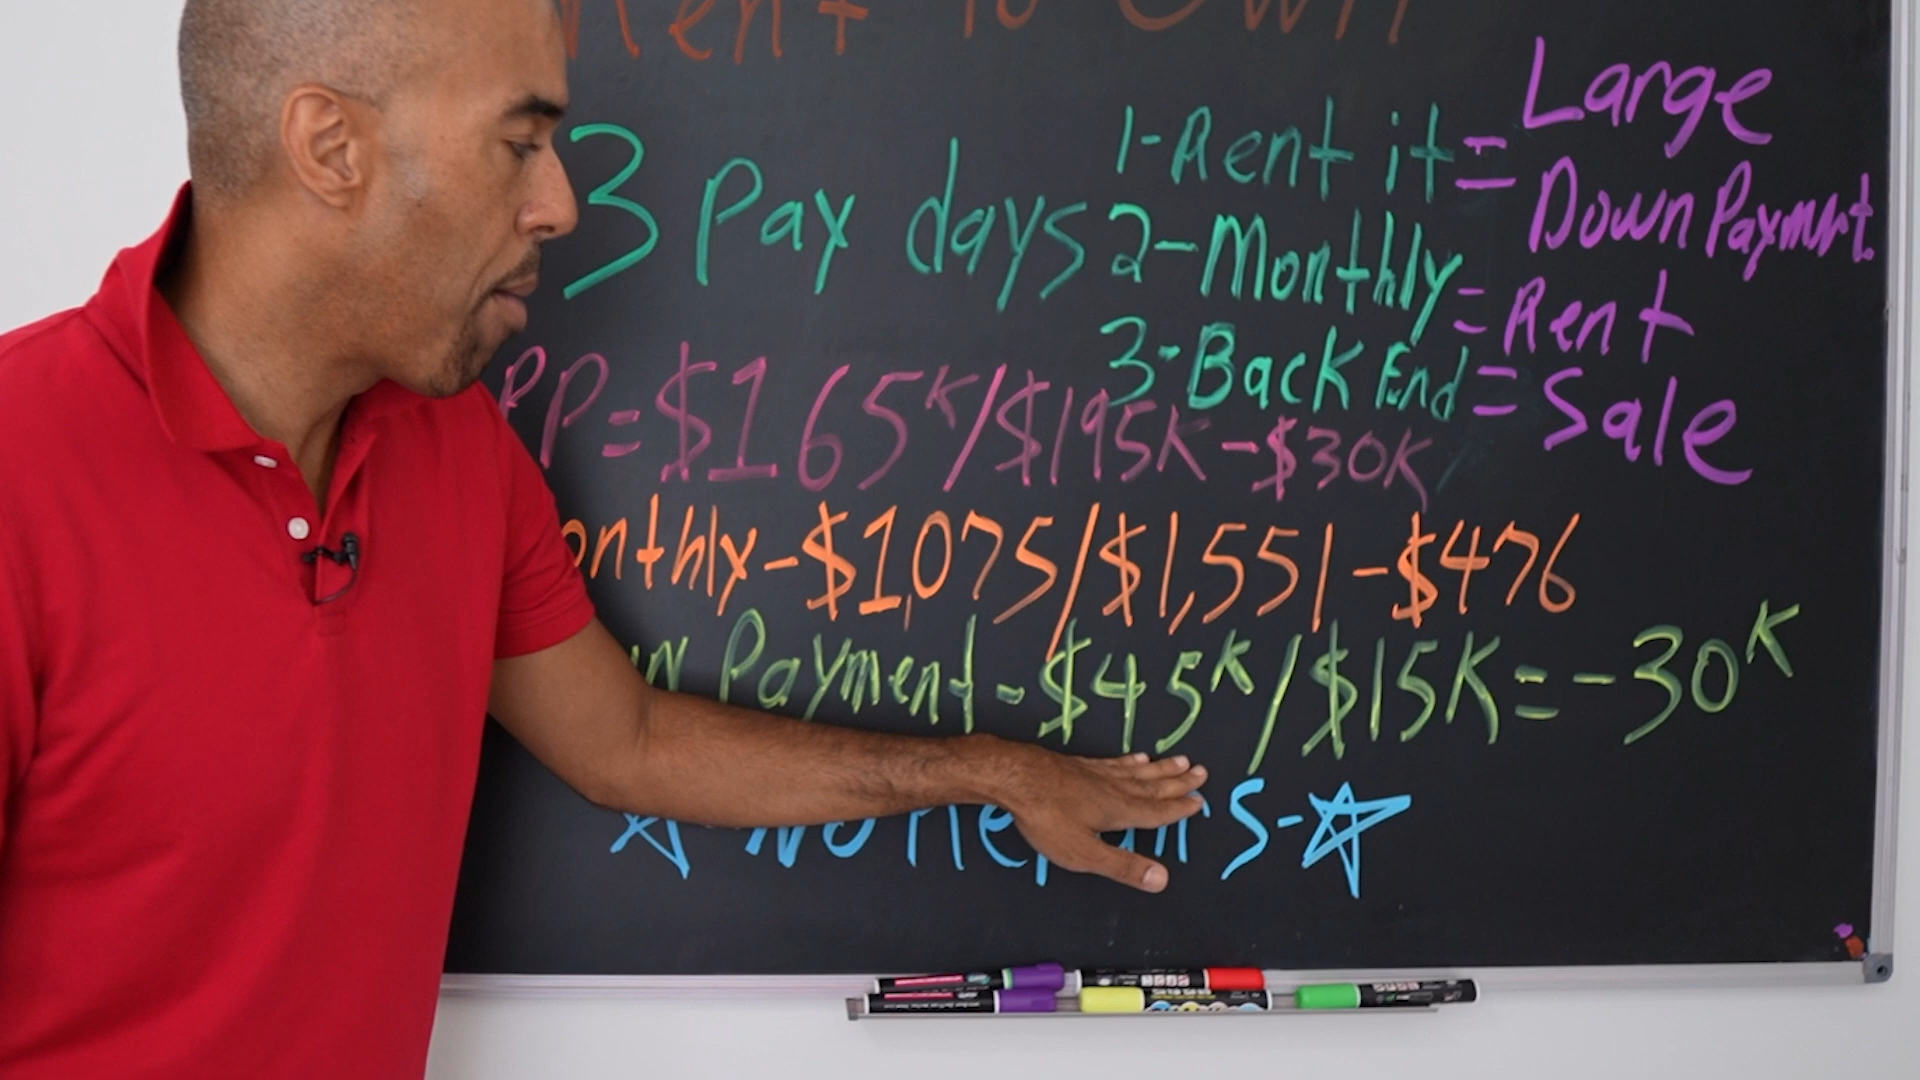 Rent to Own
3 Pay days
1-Rent it = Large Down Payment.
2-Monthly = Rent
3-Back End = Sale
PP = $165K/$195K-$30K
onthly-$1,075/$1,551-$476
wn Payment-$45K/$15K=-30K
No Repairs-